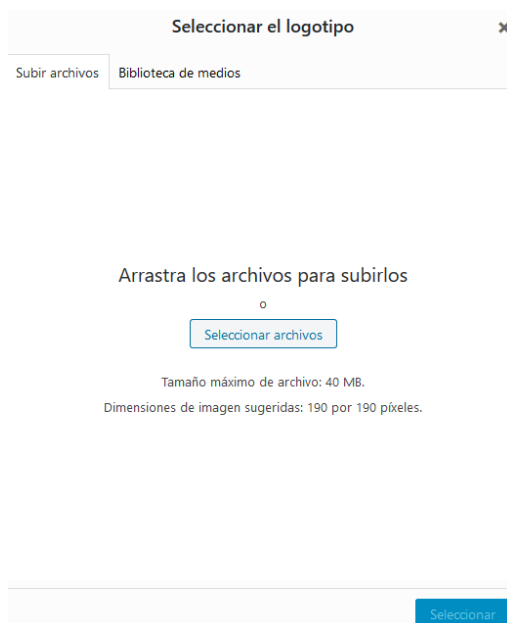 Seleccionar el logotipo
Subir archivos
Biblioteca de medios
Arrastra los archivos para subirlos
o
Seleccionar archivos
Tamaño máximo de archivo: 40 MB.
Dimensiones de imagen sugeridas: 190 por 190 píxeles.
Seleccionar